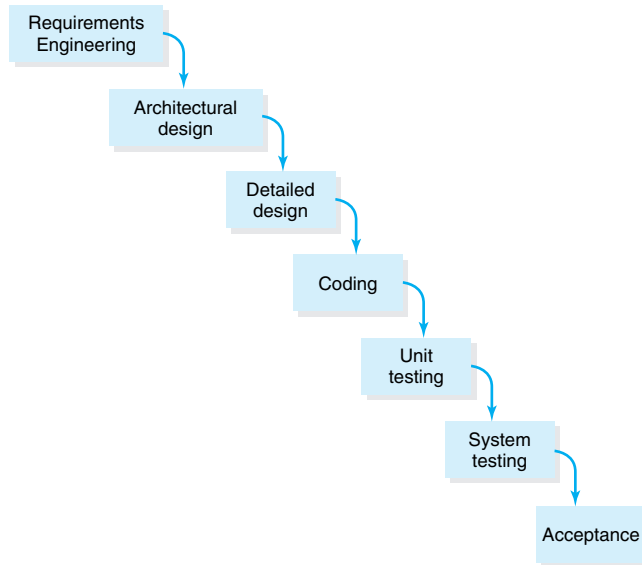 Requirements
Engineering
Architectural
design
Detailed
design
Coding
Unit
testing
System
testing
Acceptance